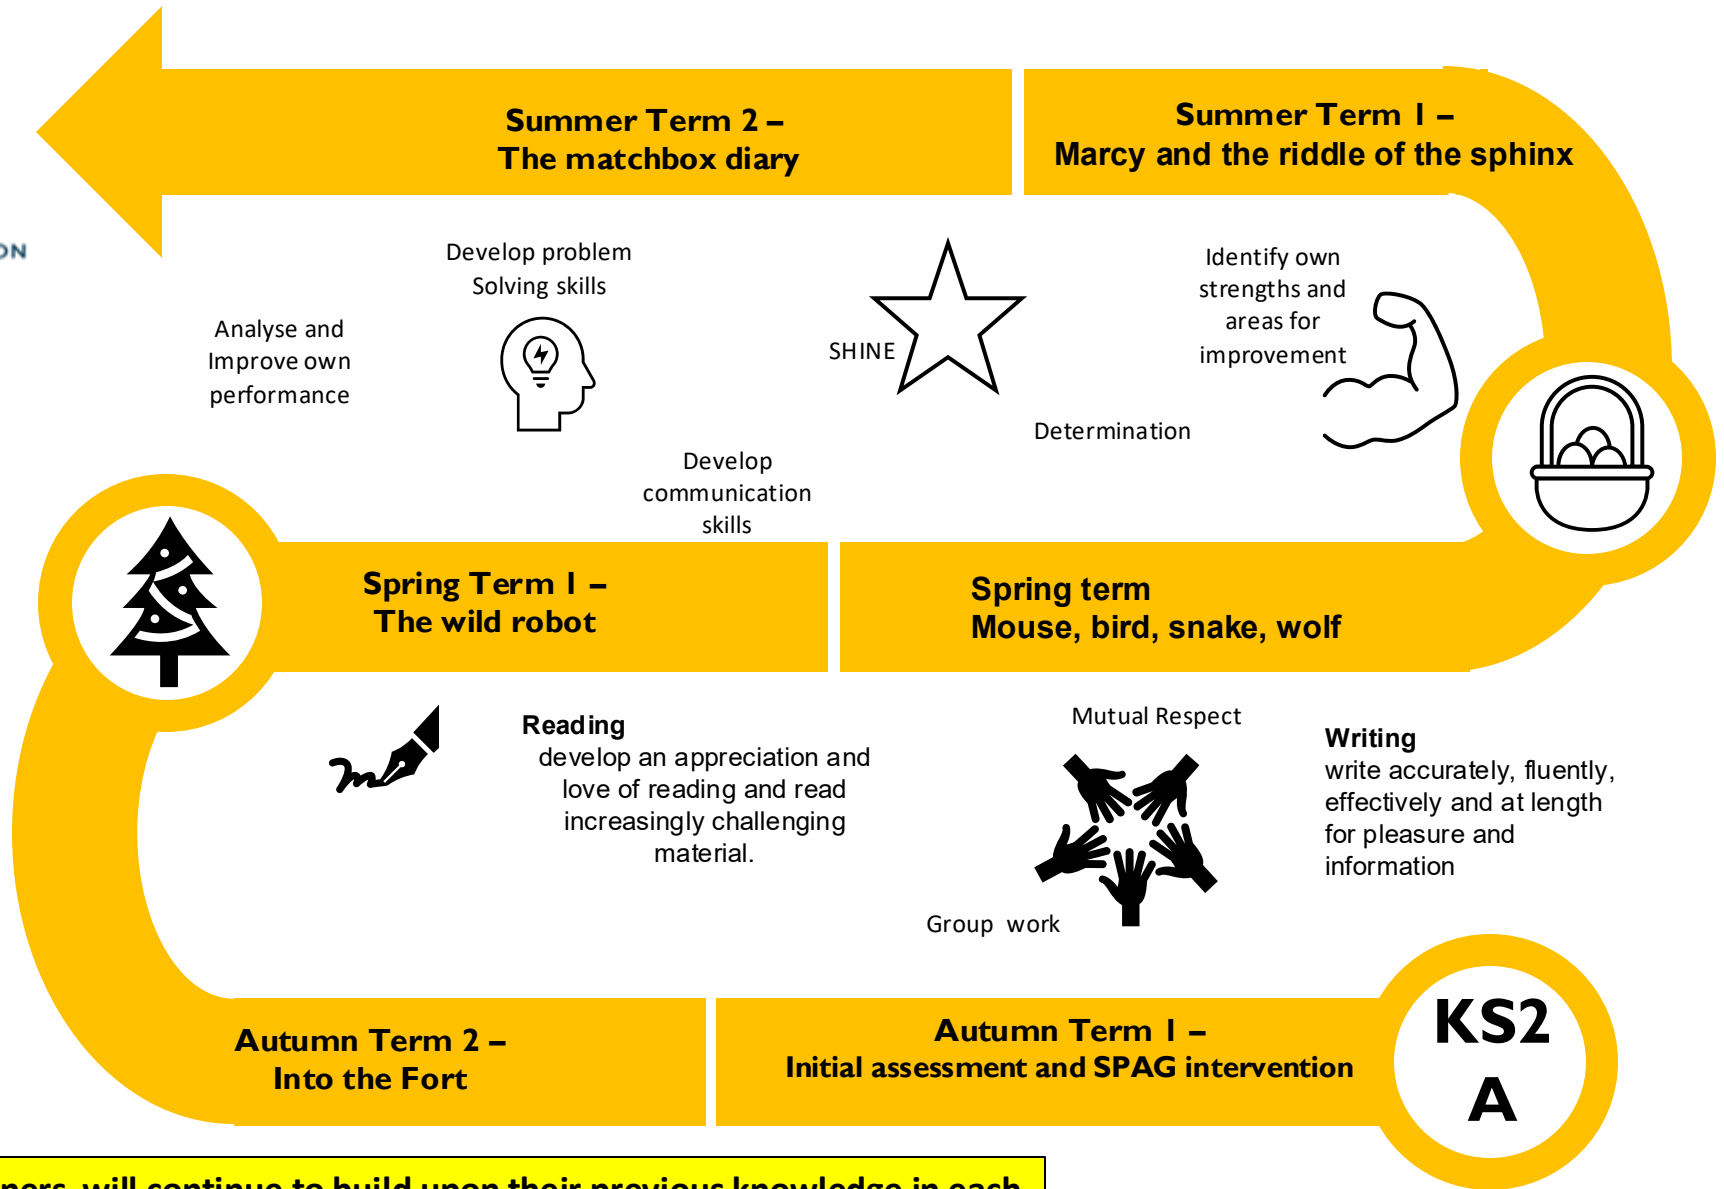 Summer Term 2 –
The matchbox diary
Summer Term 1 –
Marcy and the riddle of the sphinx
Develop problem
Solving skills
Analyse and
Improve own
performance
SHINE
Identify own
strengths and
areas for
improvement
Determination
Develop
communication
skills
Spring Term 1 –
The wild robot
Spring term
Mouse, bird, snake, wolf
Reading
develop an appreciation and
love of reading and read
increasingly challenging
material.
Mutual Respect
Group work
Writing
write accurately, fluently,
effectively and at length
for pleasure and
information
Autumn Term 2 –
Into the Fort
Autumn Term 1 –
Initial assessment and SPAG intervention
KS2
A
will continue to build upon their previous knowledge in each